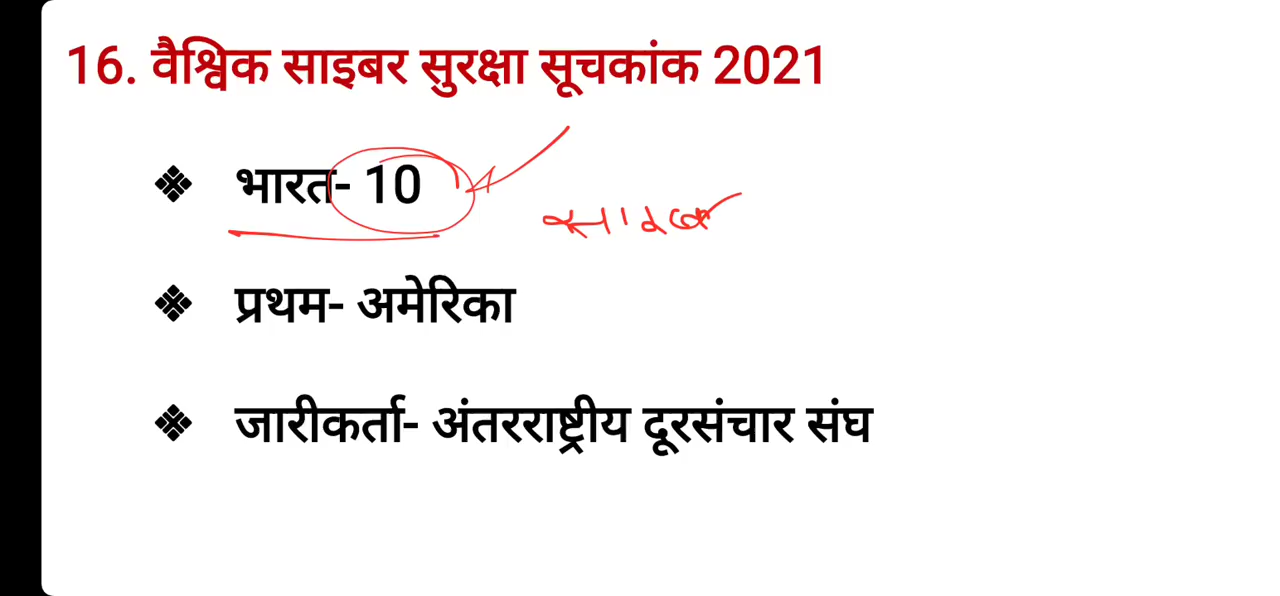 16. वैश्विक साइबर सुरक्षा सूचकांक 2021
❖ भारत- 10
❖ प्रथम- अमेरिका
❖ जारीकर्ता- अंतरराष्ट्रीय दूरसंचार संघ